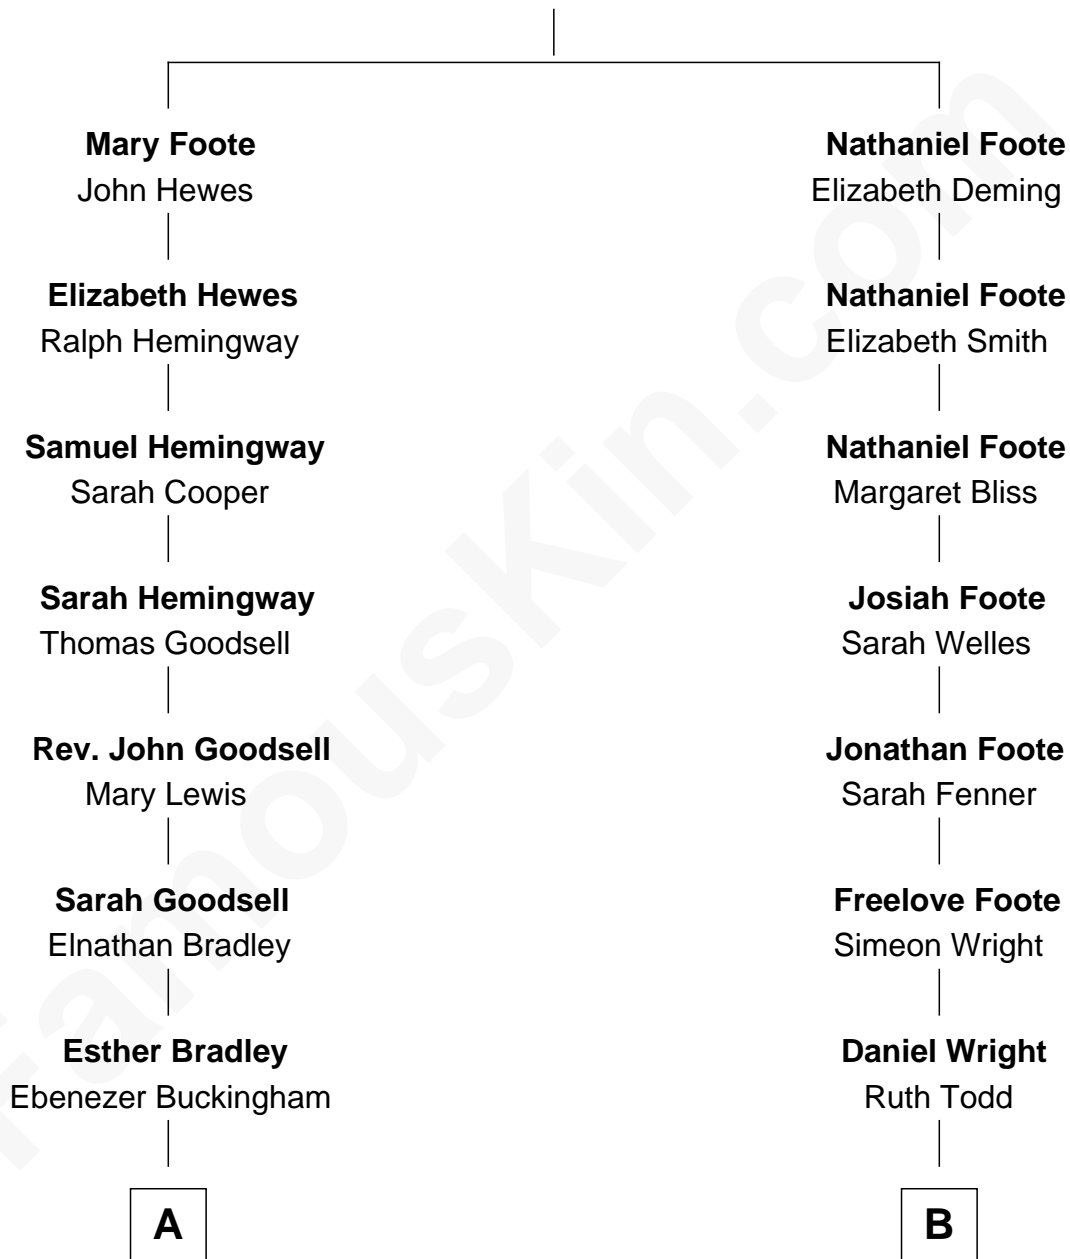 Mary Foote
John Hewes
Elizabeth Hewes
Ralph Hemingway
Samuel Hemingway
Sarah Cooper
Sarah Hemingway
Thomas Goodsell
Rev. John Goodsell
Mary Lewis
Sarah Goodsell
Elnathan Bradley
Esther Bradley
Ebenezer Buckingham
A
Nathaniel Foote
Elizabeth Deming
Nathaniel Foote
Elizabeth Smith
Nathaniel Foote
Margaret Bliss
Josiah Foote
Sarah Welles
Jonathan Foote
Sarah Fenner
Freelove Foote
Simeon Wright
Daniel Wright
Ruth Todd
B
FamousKin.com